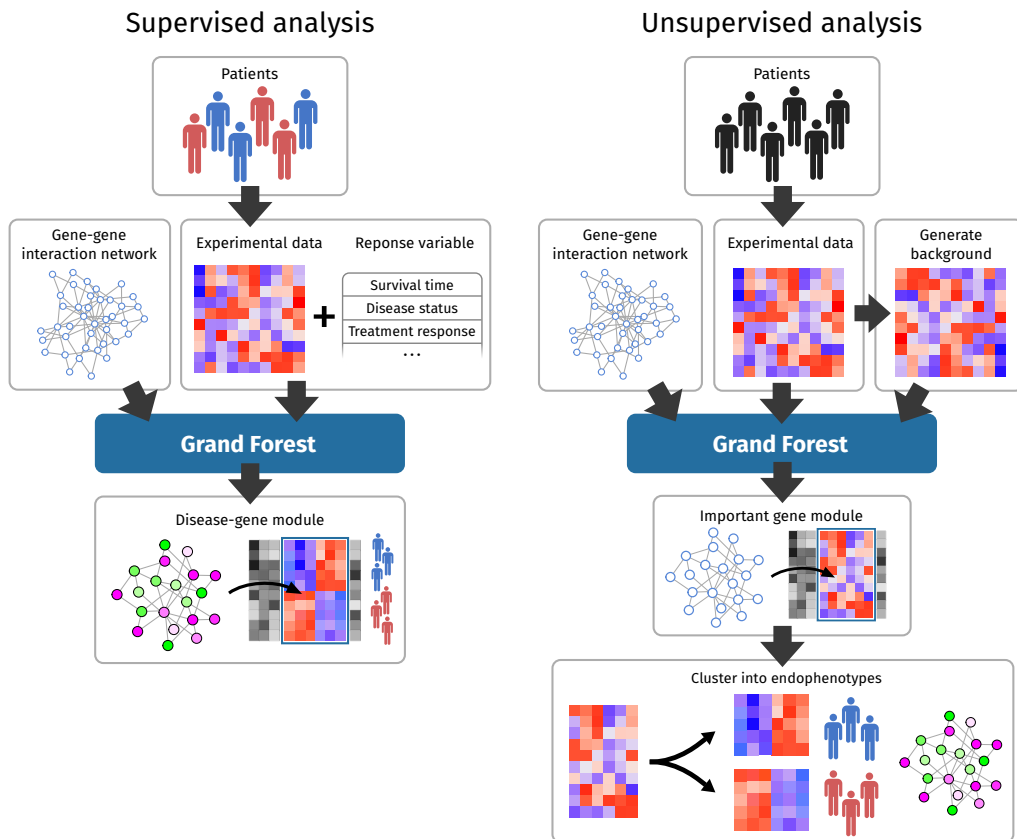 Supervised analysis
Patients
Gene-gene
interaction network
Experimental data
+
Reponse variable
Survival time
Disease status
Treatment response
...
Grand Forest
Disease-gene module
Unsupervised analysis
Patients
Gene-gene
interaction network
Experimental data
Generate
background
Grand Forest
Important gene module
Cluster into endophenotypes